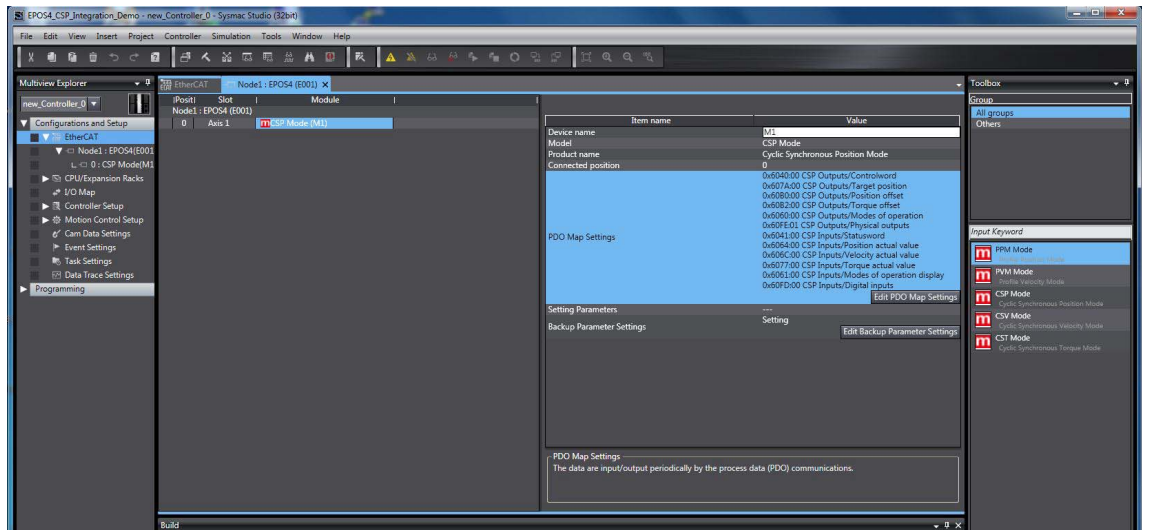 EPOS4_CSP_Integration_Demo - new_Controller_0 - Sysmac Studio (32bit)
File Edit View Insert Project Controller Simulation Tools Window Help
Multiview Explorer
new_Controller_0
Configurations and Setup
EtherCAT
Node1 : EPOS4(E001
0 : CSP Mode(M1
CPU/Expansion Racks
I/O Map
Controller Setup
Motion Control Setup
Cam Data Settings
Event Settings
Task Settings
Data Trace Settings
Programming
EtherCAT
Node1 : EPOS4 (E001)
|Positi| Slot | Module |
Node1 : EPOS4 (E001)
0 Axis 1 CSP Mode (M1)
Item name Value
Device name M1
Model CSP Mode
Product name Cyclic Synchronous Position Mode
Connected position 0
PDO Map Settings
0x6040:00 CSP Outputs/Controlword
0x607A:00 CSP Outputs/Target position
0x60B0:00 CSP Outputs/Position offset
0x60B2:00 CSP Outputs/Torque offset
0x6060:00 CSP Outputs/Modes of operation
0x60FE:01 CSP Outputs/Physical outputs
0x6041:00 CSP Inputs/Statusword
0x6064:00 CSP Inputs/Position actual value
0x606C:00 CSP Inputs/Velocity actual value
0x6077:00 CSP Inputs/Torque actual value
0x6061:00 CSP Inputs/Modes of operation display
0x60FD:00 CSP Inputs/Digital inputs
Edit PDO Map Settings
Setting Parameters ---
Backup Parameter Settings Setting
Edit Backup Parameter Settings
PDO Map Settings
The data are input/output periodically by the process data (PDO) communications.
Build
Toolbox
Group
All groups
Others
Input Keyword
m PPM Mode
Profile Position Mode
m PVM Mode
Profile Velocity Mode
m CSP Mode
Cyclic Synchronous Position Mode
m CSV Mode
Cyclic Synchronous Velocity Mode
m CST Mode
Cyclic Synchronous Torque Mode